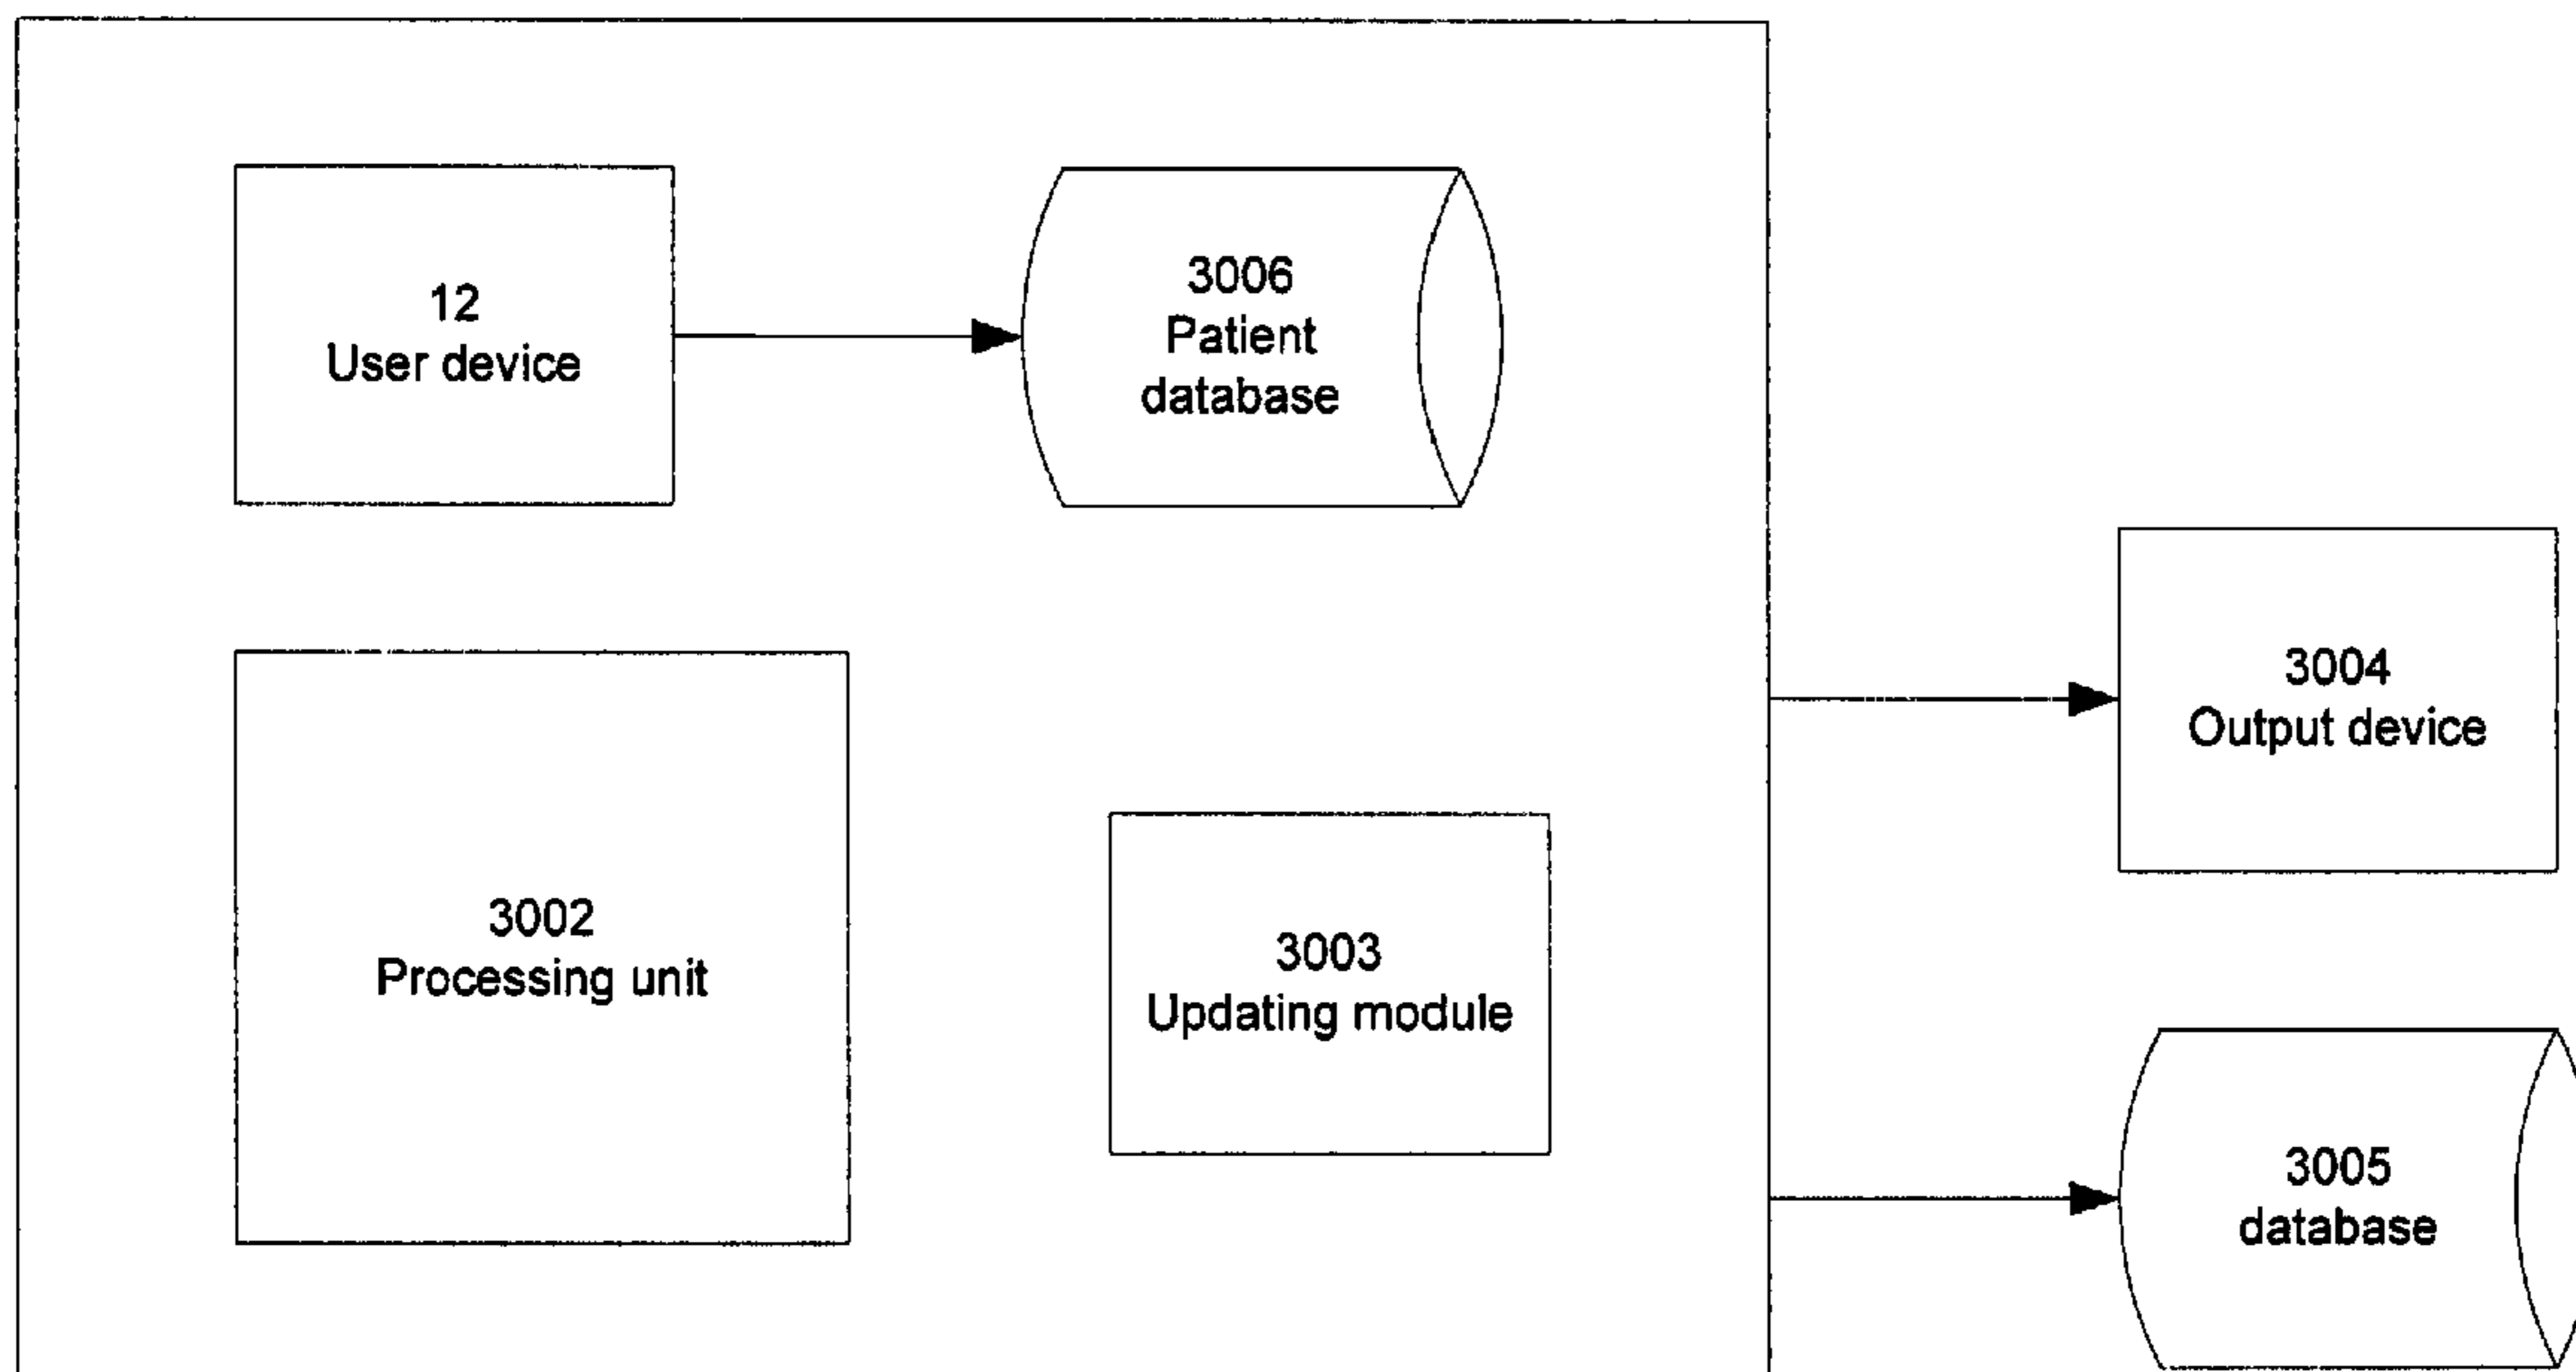 12
User device
3006
Patient
database
3004
Output device
3002
Processing unit
3003
Updating module
3005
database